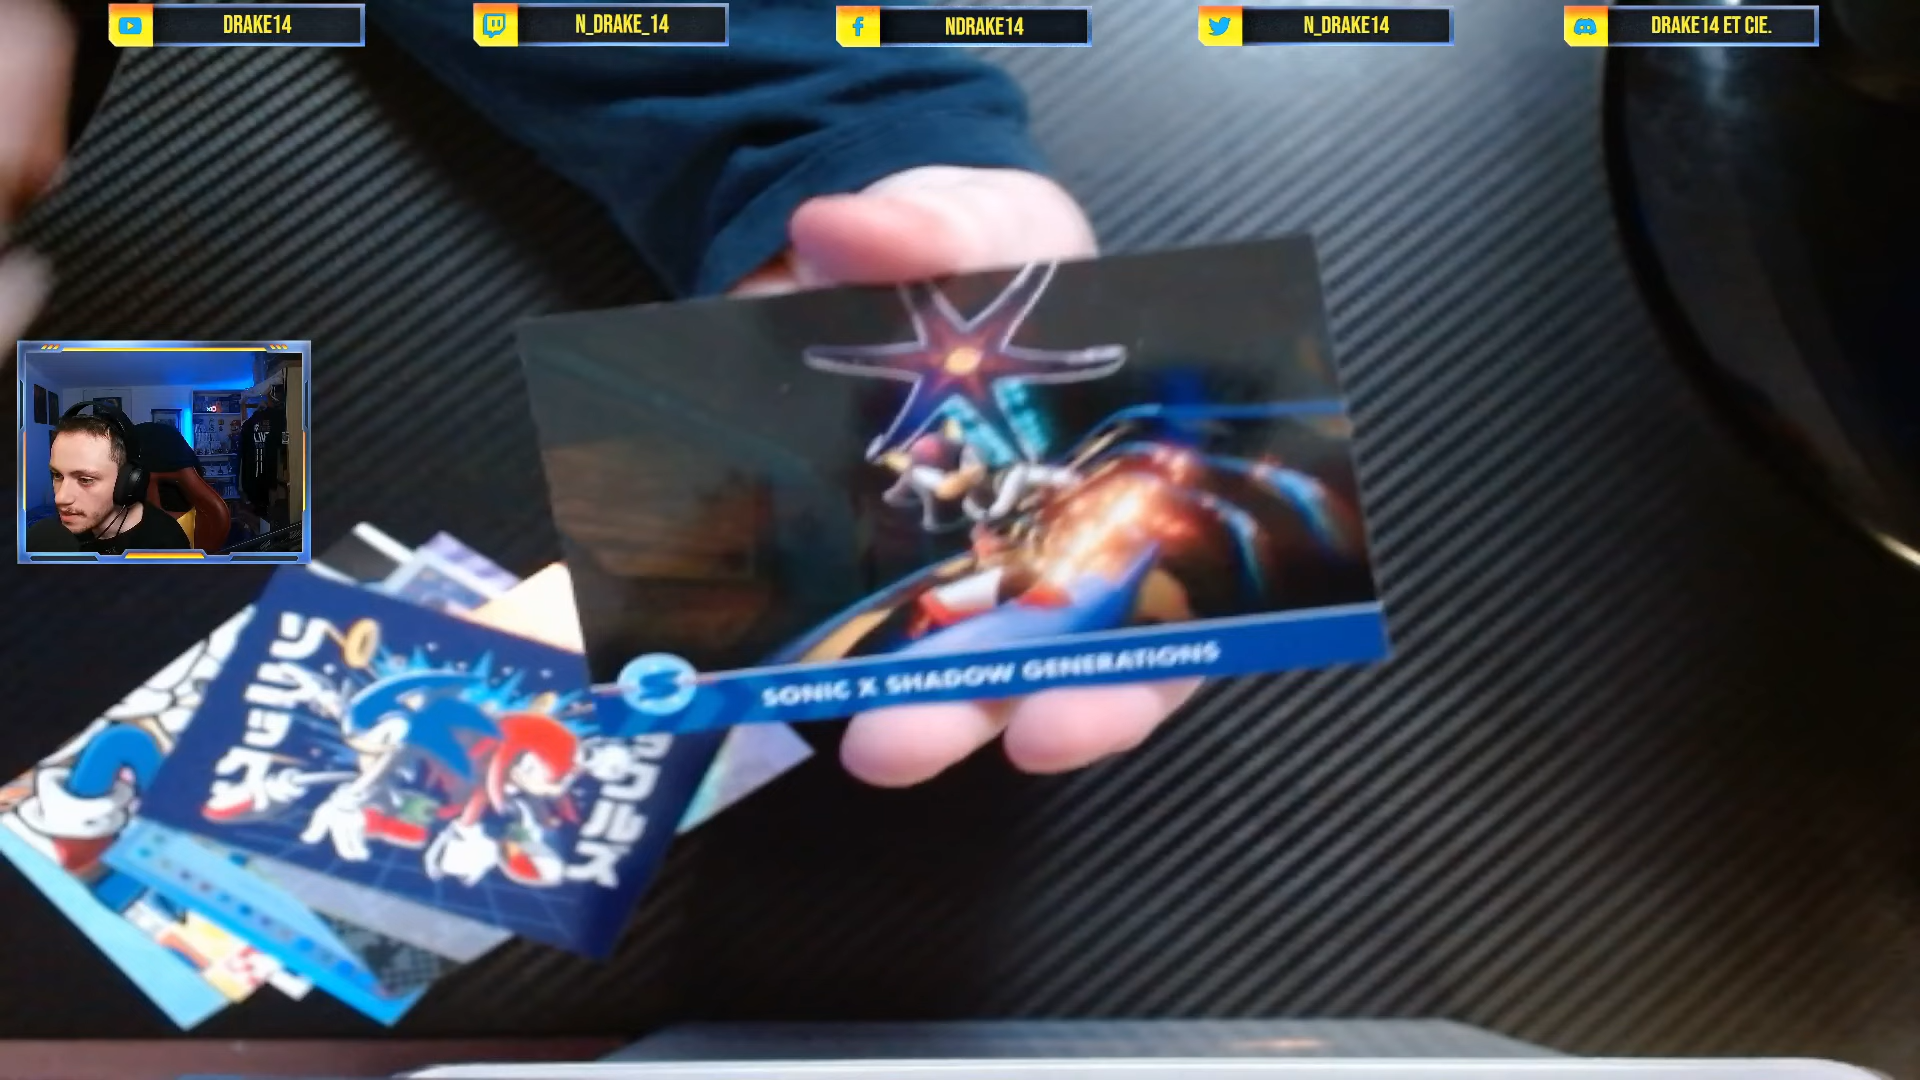 DRAKE14
N_DRAKE_14
NDRAKE14
N_DRAKE14
DRAKE14 ET CIE.
SONIC X SHADOW GENERATIONS